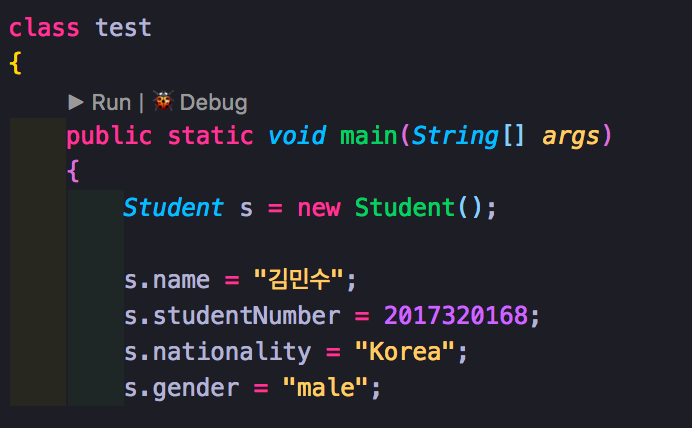 class test
{
Run | Debug
public static void main(String[] args)
{
Student s = new Student();
s.name = "김민수";
s.studentNumber = 2017320168;
s.nationality = "Korea";
s.gender = "male";